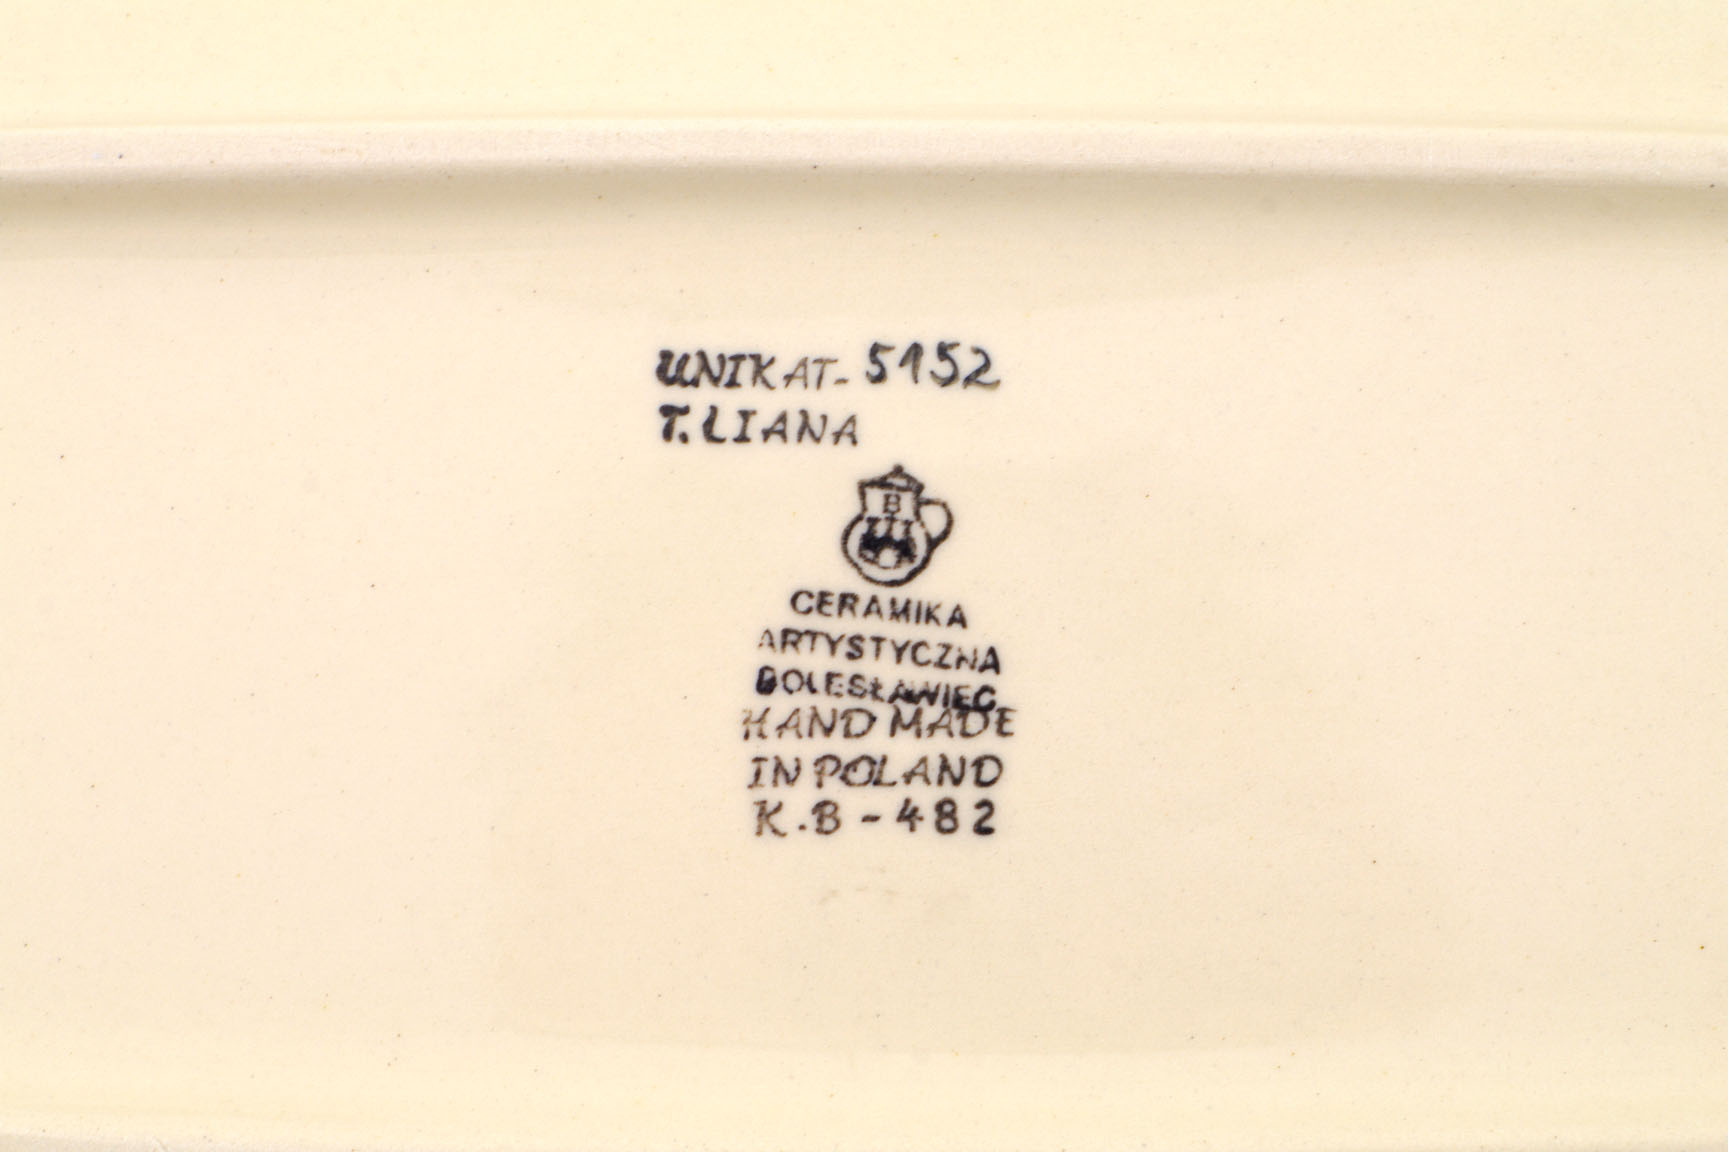 UNIKAT-5152
T.LIANA
B
CERAMIKA
ARTYSTYCZNA
BOLESŁAWIEC
HAND MADE
IN POLAND
K.B-482